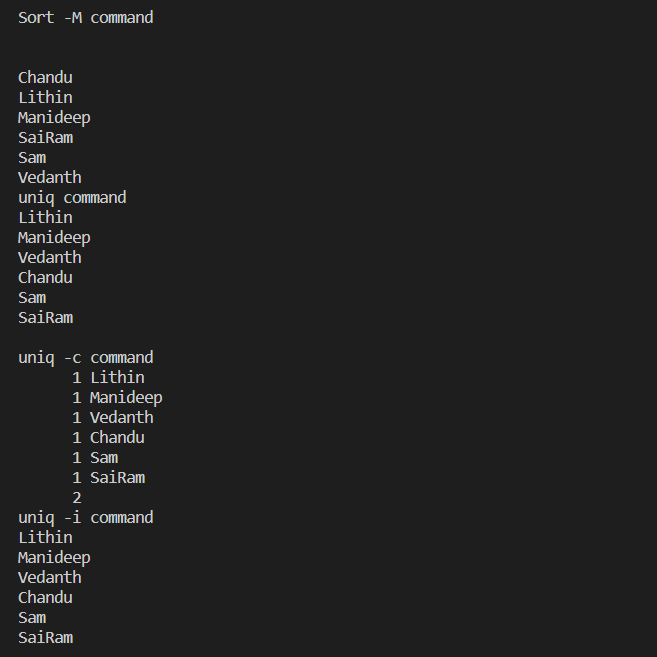 Sort -M command
Chandu
Lithin
Manideep
SaiRam
Sam
Vedanth
uniq command
Lithin
Manideep
Vedanth
Chandu
Sam
SaiRam
uniq -c command
1 Lithin
1 Manideep
1 Vedanth
1 Chandu
1 Sam
1 SaiRam
2
uniq -i command
Lithin
Manideep
Vedanth
Chandu
Sam
SaiRam